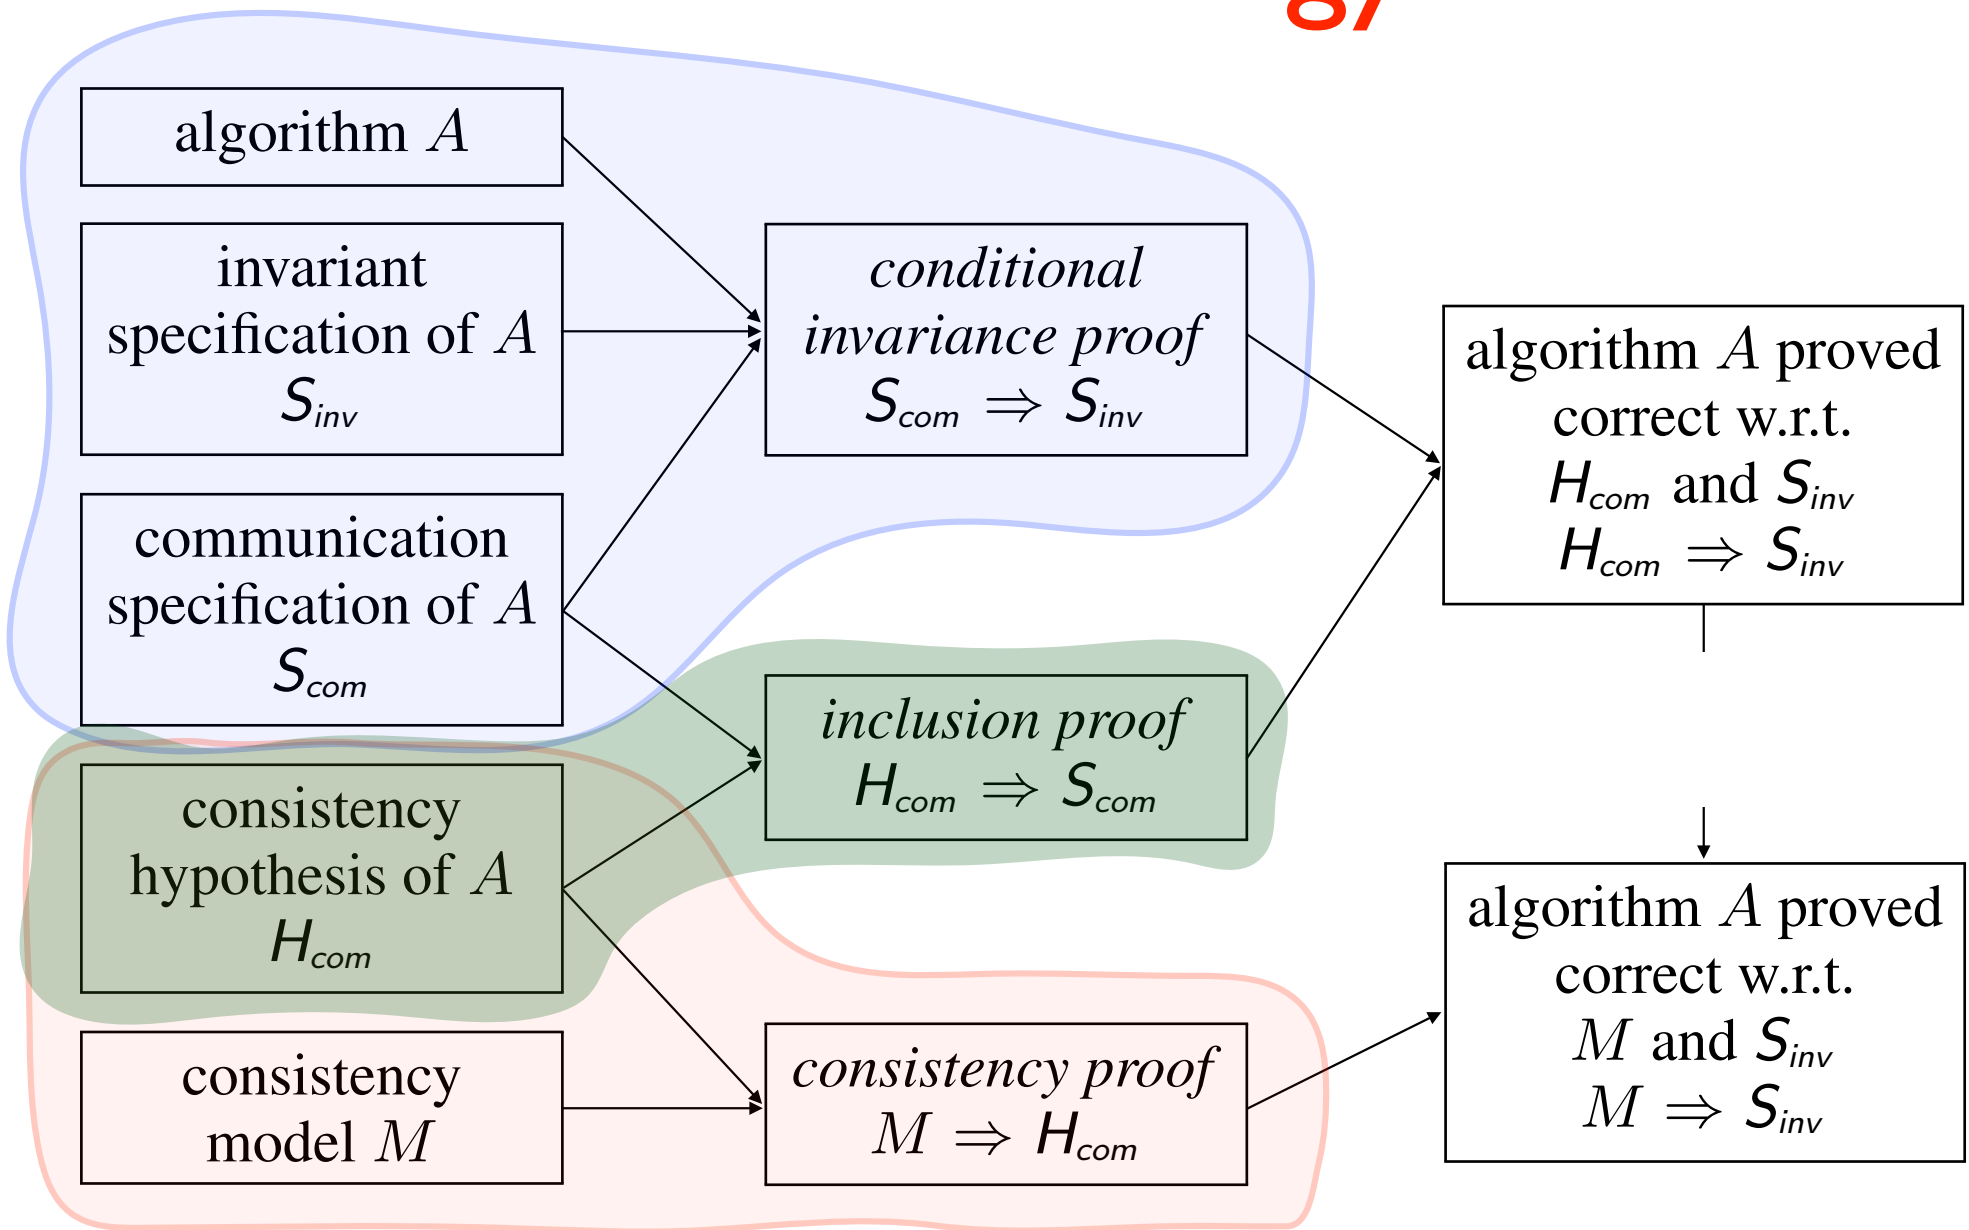 gy
algorithm A
invariant
specification of A
S_inv
communication
specification of A
S_com
consistency
hypothesis of A
H_com
consistency
model M
conditional
invariance proof
S_com ⇒ S_inv
inclusion proof
H_com ⇒ S_com
consistency proof
M ⇒ H_com
algorithm A proved
correct w.r.t.
H_com and S_inv
H_com ⇒ S_inv
algorithm A proved
correct w.r.t.
M and S_inv
M ⇒ S_inv